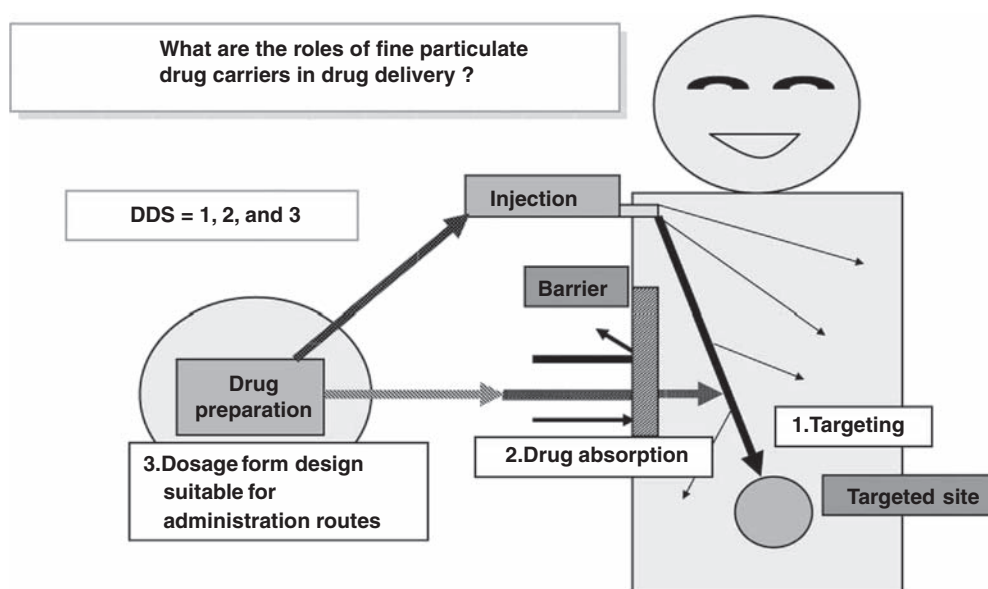 What are the roles of fine particulate
drug carriers in drug delivery ?
DDS = 1, 2, and 3
Injection
Barrier
Drug
preparation
1.Targeting
2.Drug absorption
3.Dosage form design
suitable for
administration routes
Targeted site